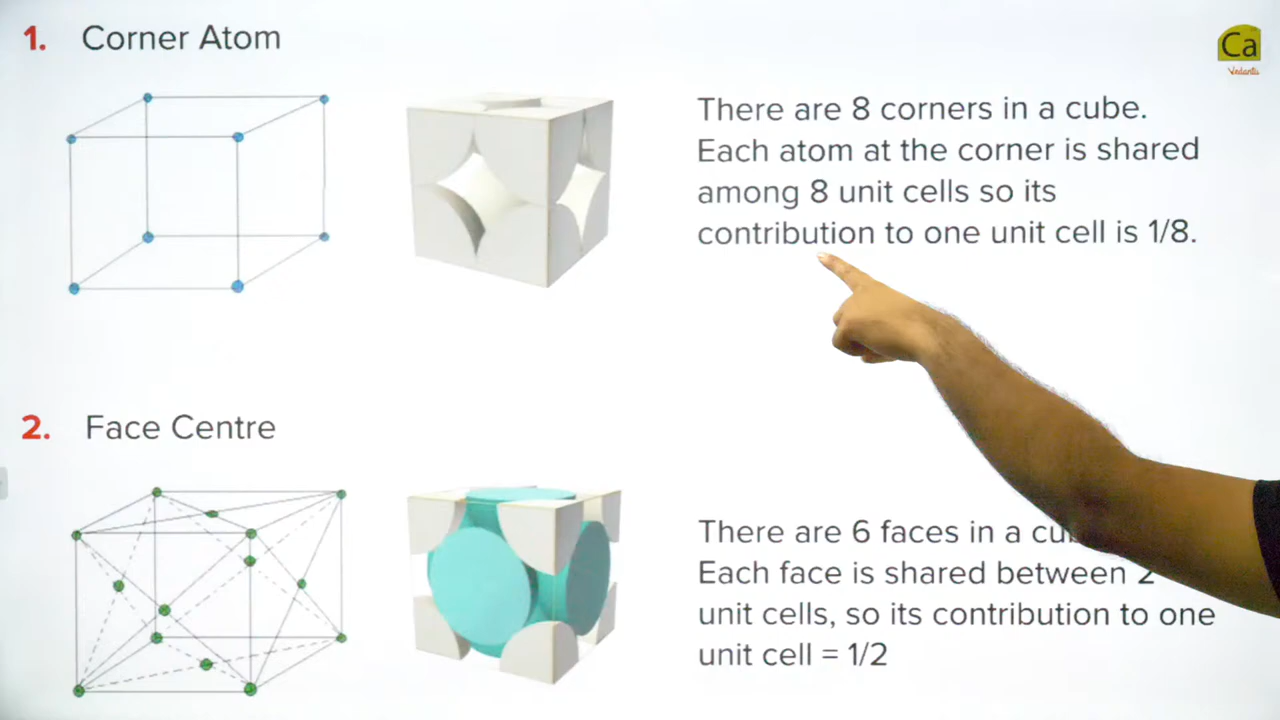 1. Corner Atom
Ca
Vedantu
There are 8 corners in a cube.
Each atom at the corner is shared
among 8 unit cells so its
contribution to one unit cell is 1/8.
2. Face Centre
There are 6 faces in a
Each face is shared between 2
unit cells, so its contribution to one
unit cell = 1/2